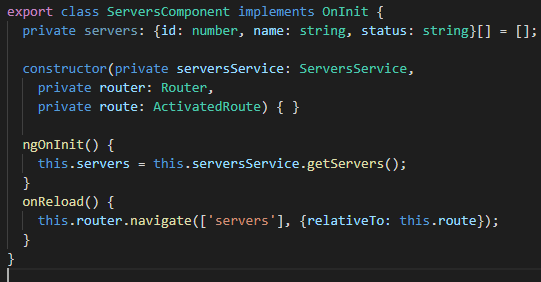 export class ServersComponent implements OnInit {
  private servers: {id: number, name: string, status: string}[] = [];
  constructor(private serversService: ServersService,
    private router: Router,
    private route: ActivatedRoute) { }
  ngOnInit() {
    this.servers = this.serversService.getServers();
  }
  onReload() {
    this.router.navigate(['servers'], {relativeTo: this.route});
  }
}